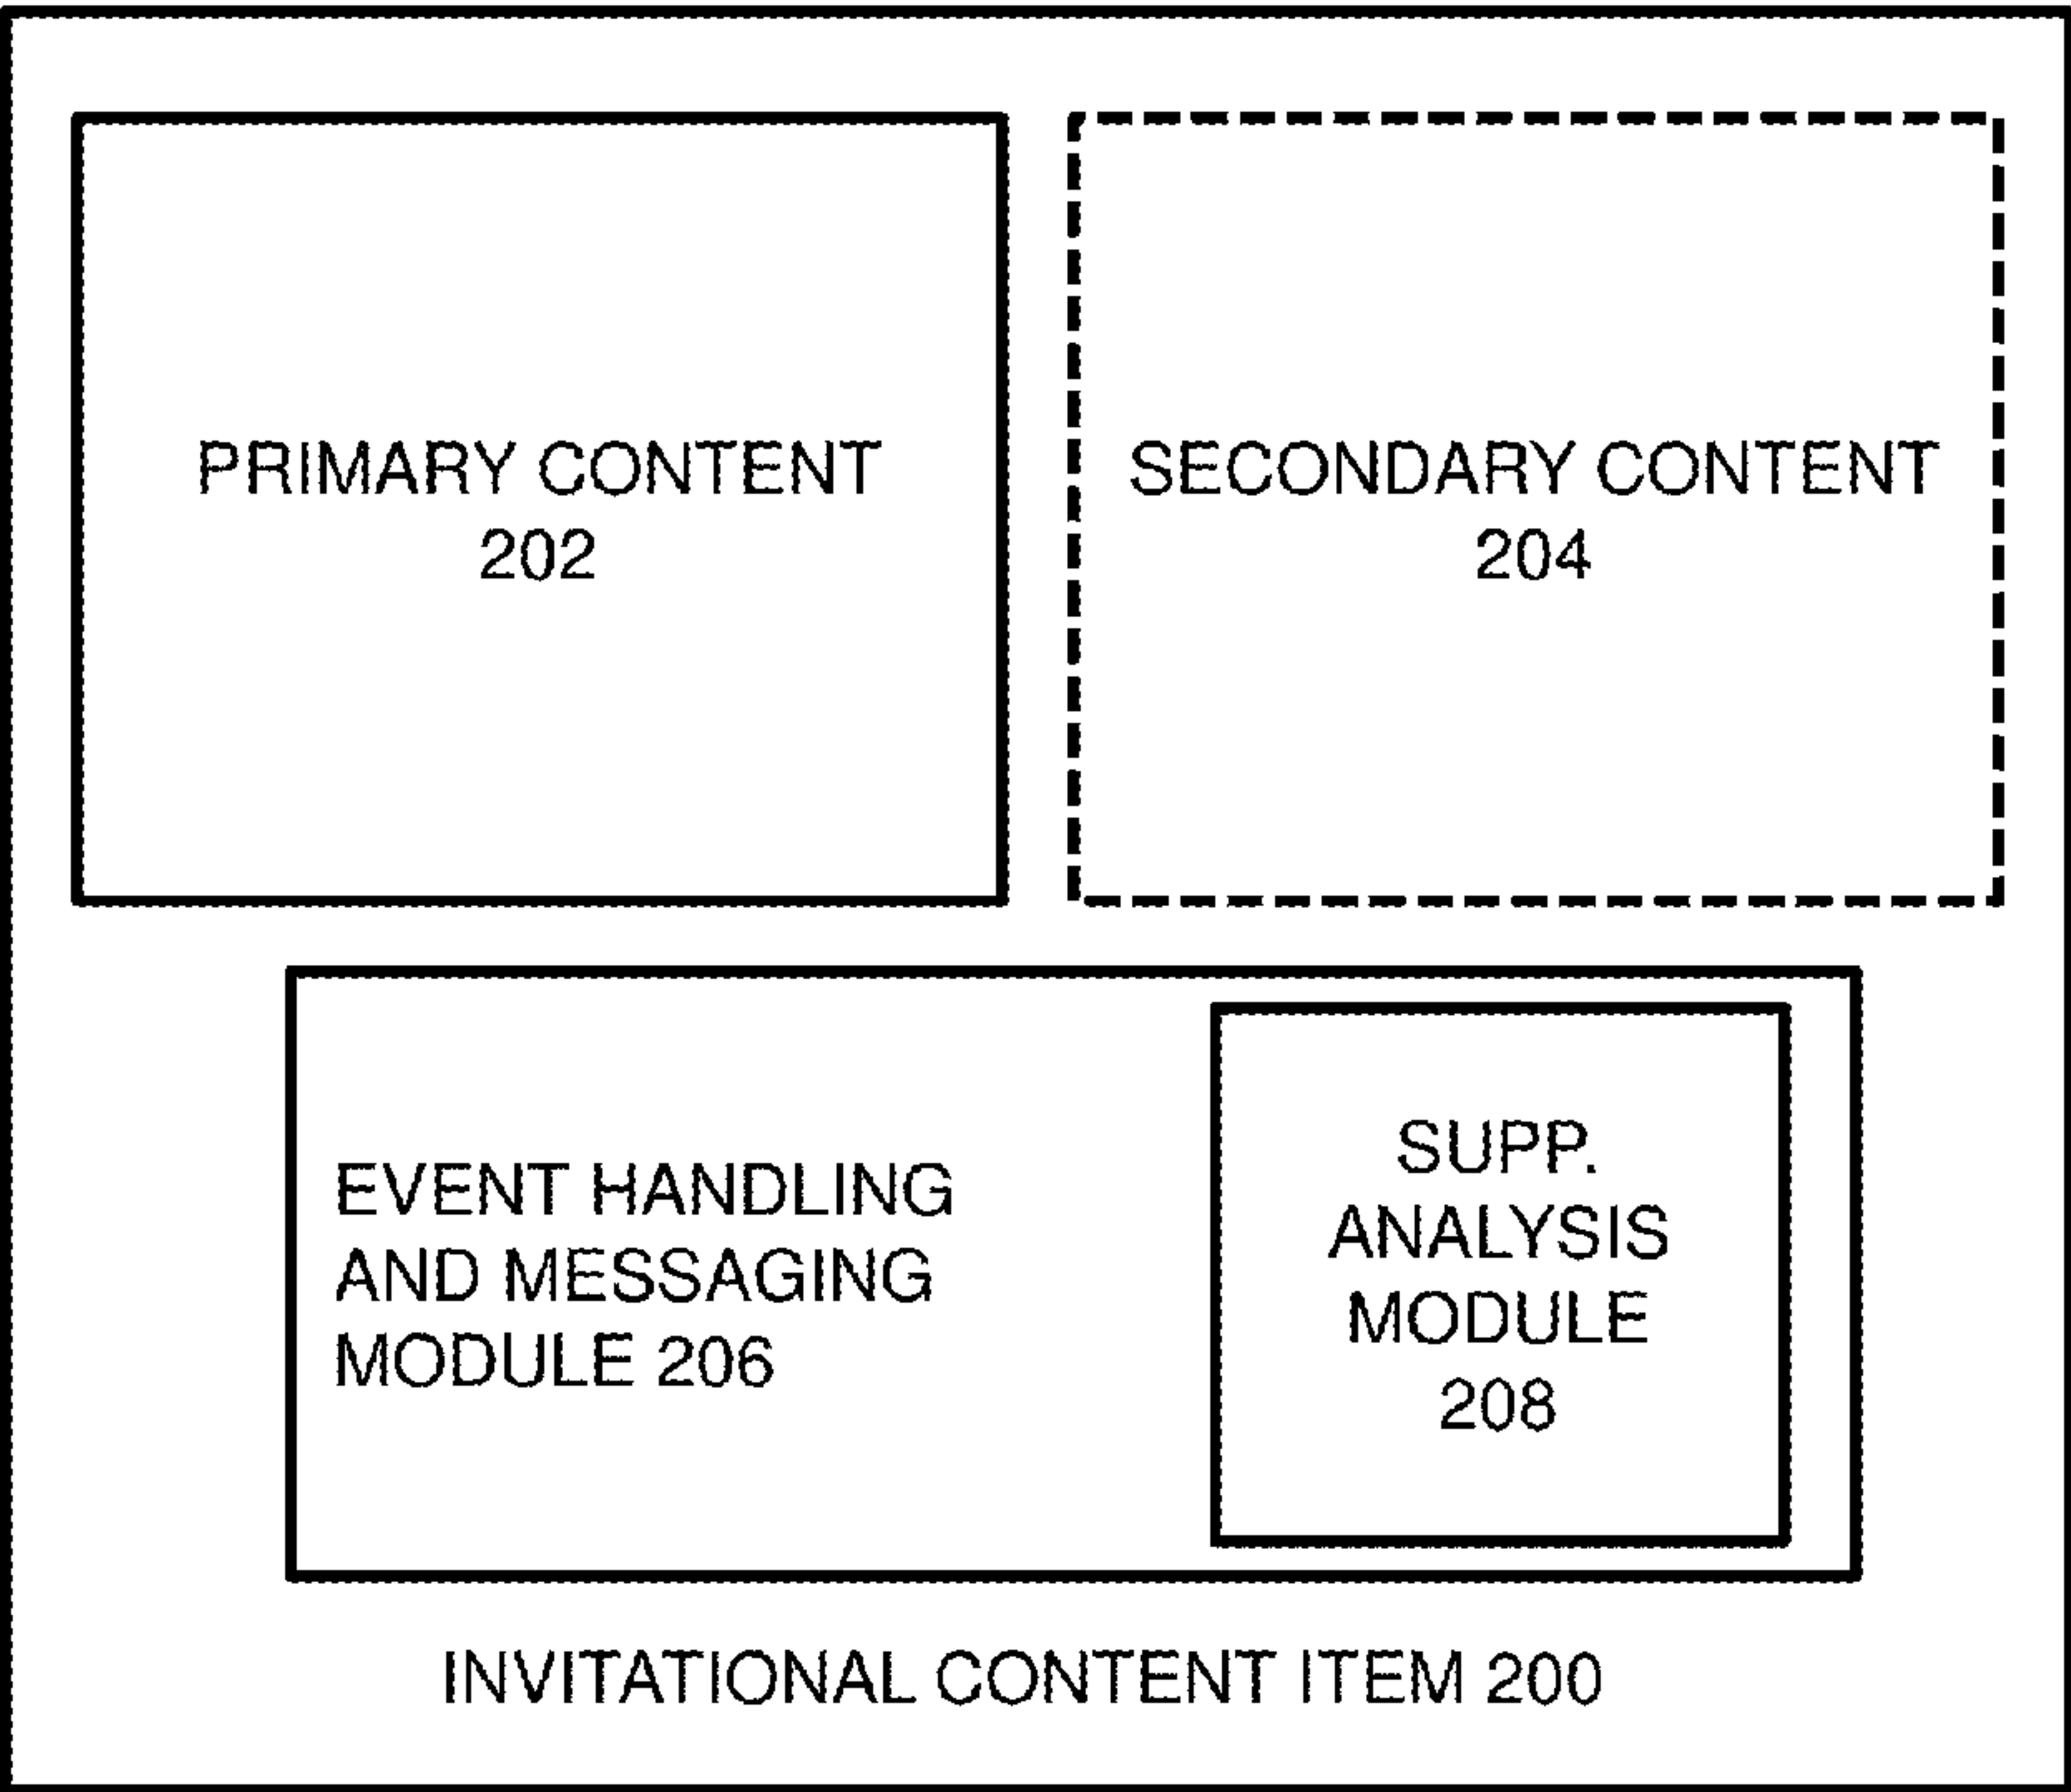 PRIMARY CONTENT
202
SECONDARY CONTENT
204
EVENT HANDLING
AND MESSAGING
MODULE 206
SUPP.
ANALYSIS
MODULE
208
INVITATIONAL CONTENT ITEM 200